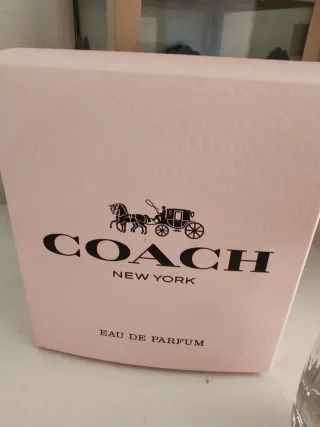 COACH
NEW YORK
EAU DE PARFUM